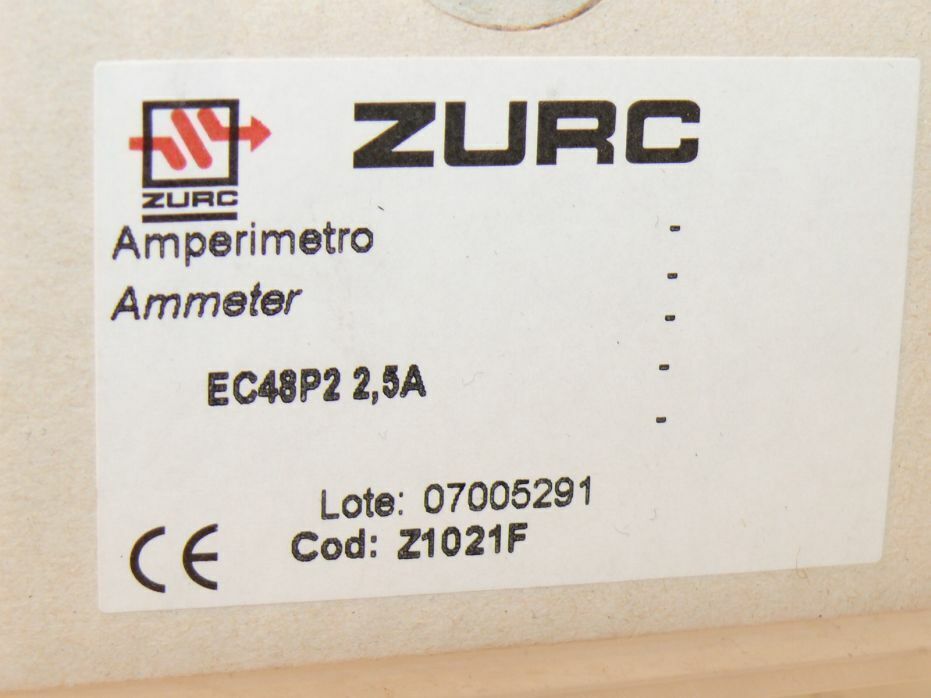 ZURC
ZURC
Amperimetro
Ammeter
EC48P2 2,5A
-
-
-
-
-
Lote: 07005291
Cod: Z1021F
CE